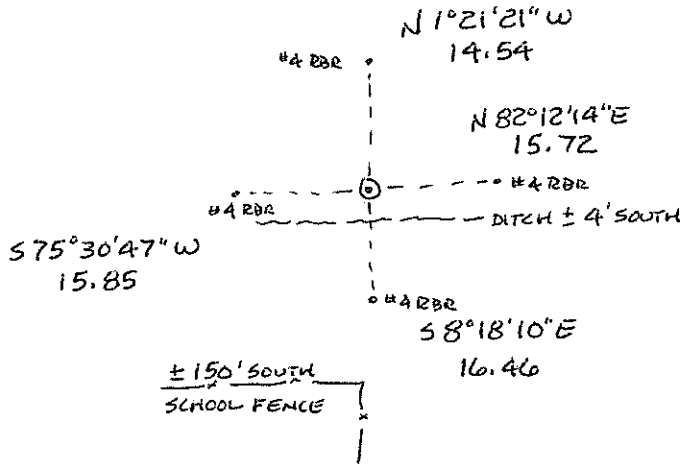 N 1°21'21" W
14.54
#4 RBR
N 82°12'14" E
15.72
#4 RBR
#4 RBR
DITCH ± 4' SOUTH
S 75°30'47" W
15.85
#4 RBR
S 8°18'10" E
16.46
± 150' SOUTH
SCHOOL FENCE